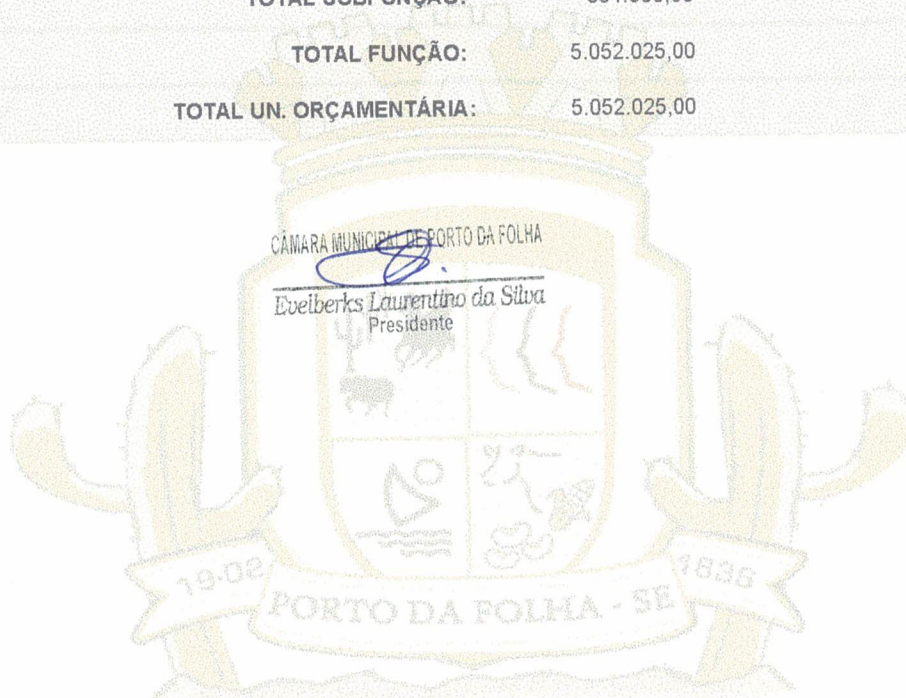 TOTAL FUNÇÃO: 5.052.025,00
TOTAL UN. ORÇAMENTÁRIA: 5.052.025,00
CÂMARA MUNICIPAL DE PORTO DA FOLHA
Evelberks Laurentino da Silva
Presidente
19-02 1835
PORTO DA FOLHA - SE